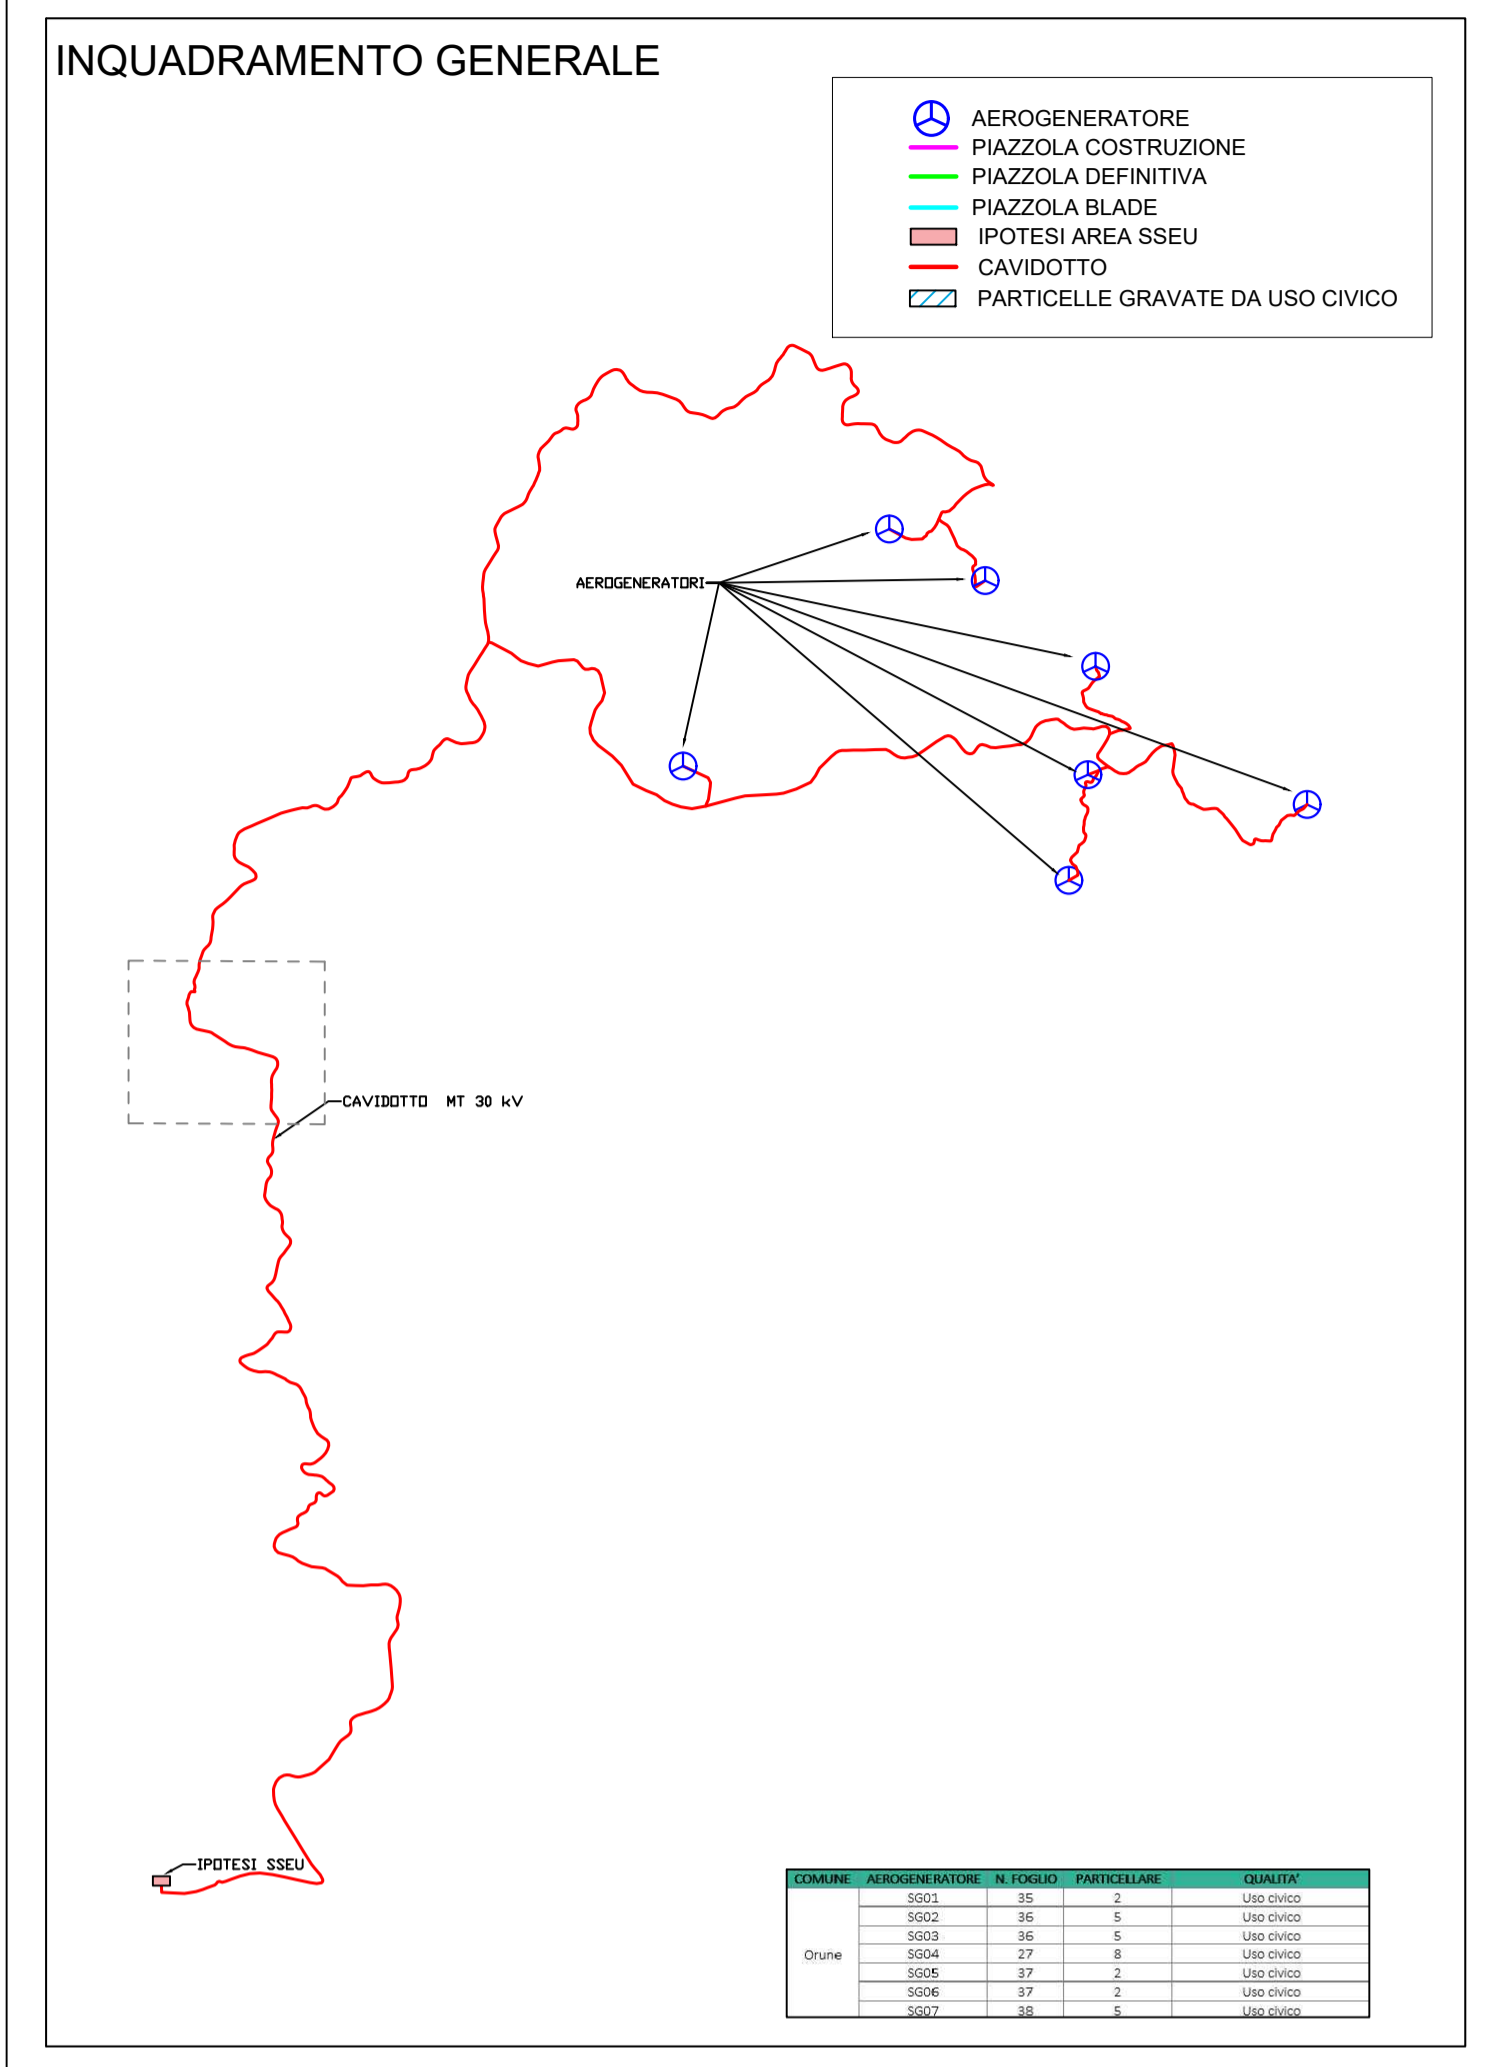 INQUADRAMENTO GENERALE
AEROGENERATORE
PIAZZOLA COSTRUZIONE
PIAZZOLA DEFINITIVA
PIAZZOLA BLADE
IPOTESI AREA SSEU
CAVIDOTTO
PARTICELLE GRAVATE DA USO CIVICO
AEROGENERATORI
CAVIDOTTO MT 30 kV
IPOTESI SSEU
COMUNE AEROGENERATORE N. FOGLIO PARTICELLARE QUALITA'
SG01 35 2 Uso civico
SG02 36 5 Uso civico
SG03 36 5 Uso civico
Orune SG04 27 8 Uso civico
SG05 37 2 Uso civico
SG06 37 2 Uso civico
SG07 38 5 Uso civico